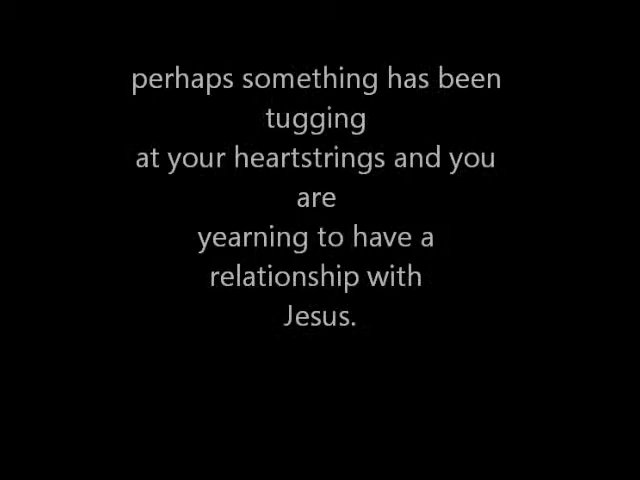 perhaps something has been
tugging
at your heartstrings and you
are
yearning to have a
relationship with
Jesus.